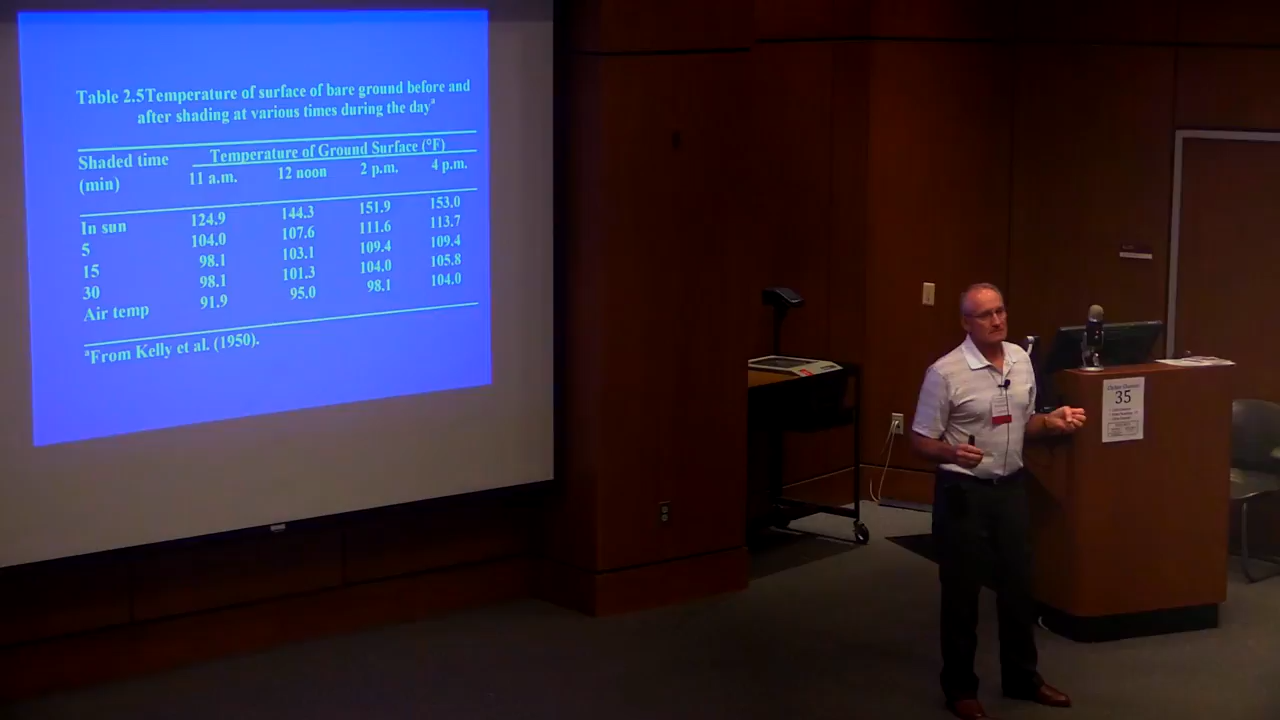 Table 2.5Temperature of surface of bare ground before and
after shading at various times during the dayᵃ
Shaded time
(min)
Temperature of Ground Surface (°F)
11 a.m. 12 noon 2 p.m. 4 p.m.
In sun 124.9 144.3 151.9 153.0
5 104.0 107.6 111.6 113.7
15 98.1 103.1 109.4 109.4
30 98.1 101.3 104.0 105.8
Air temp 91.9 95.0 98.1 104.0
ᵃFrom Kelly et al. (1950).
35